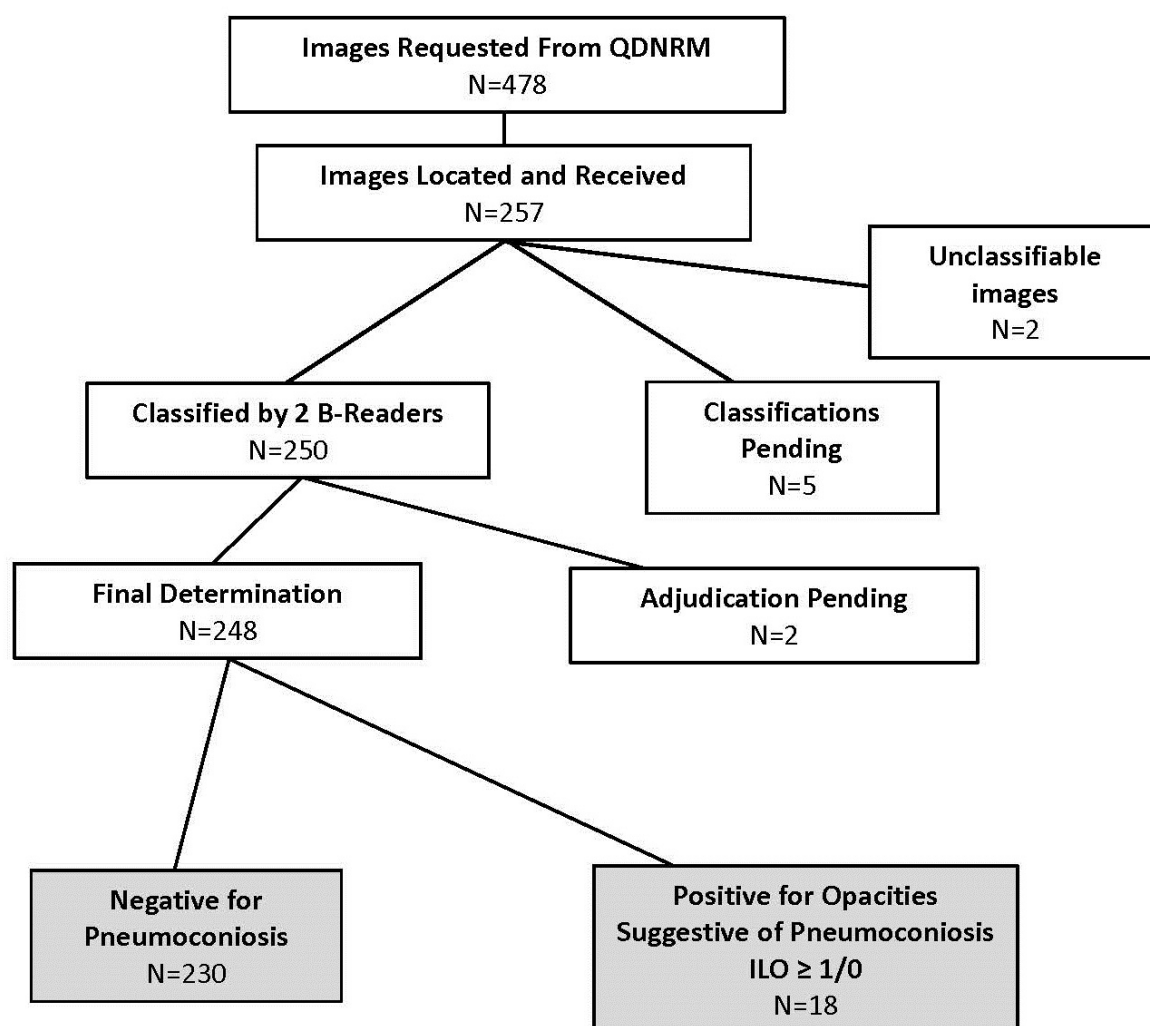 Images Requested From QDNRM
N=478
Images Located and Received
N=257
Unclassifiable
images
N=2
Classified by 2 B-Readers
N=250
Classifications
Pending
N=5
Final Determination
N=248
Adjudication Pending
N=2
Negative for
Pneumoconiosis
N=230
Positive for Opacities
Suggestive of Pneumoconiosis
ILO ≥ 1/0
N=18